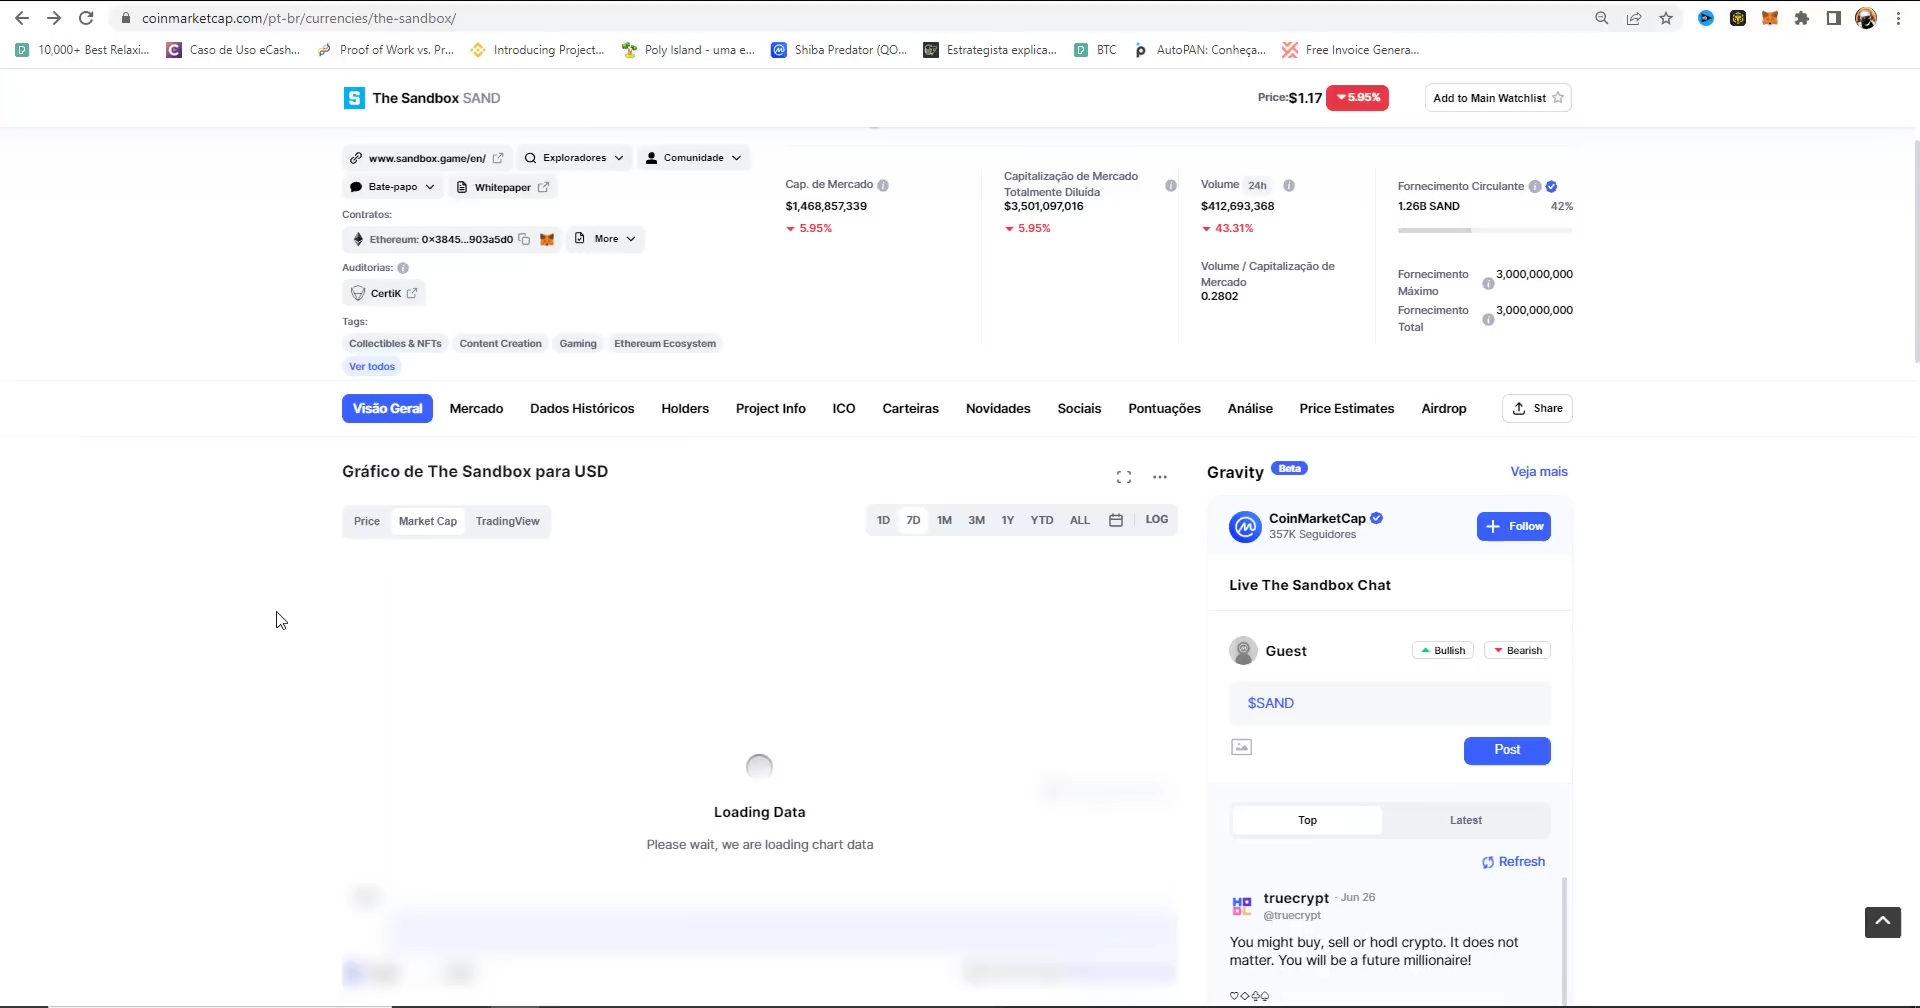 coinmarketcap.com/pt-br/currencies/the-sandbox/
10,000+ Best Relaxi...
Caso de Uso eCash...
Proof of Work vs. Pr...
Introducing Project...
Poly Island - uma e...
Shiba Predator (QO...
Estrategista explica...
BTC
AutoPAN: Conheça...
Free Invoice Genera...
The Sandbox SAND
Price:$1.17 5.95%
Add to Main Watchlist
www.sandbox.game/en/
Exploradores
Comunidade
Bate-papo
Whitepaper
Contratos:
Ethereum: 0x3845...903a5d0
More
Auditorias:
CertiK
Tags:
Collectibles & NFTs
Content Creation
Gaming
Ethereum Ecosystem
Ver todos
Cap. de Mercado
$1,468,857,339
5.95%
Capitalização de Mercado
Totalmente Diluída
$3,501,097,016
5.95%
Volume 24h
$412,693,368
43.31%
Volume / Capitalização de
Mercado
0.2802
Fornecimento Circulante
1.26B SAND 42%
Fornecimento
Máximo
3,000,000,000
Fornecimento
Total
3,000,000,000
Visão Geral
Mercado
Dados Históricos
Holders
Project Info
ICO
Carteiras
Novidades
Sociais
Pontuações
Análise
Price Estimates
Airdrop
Share
Gráfico de The Sandbox para USD
Price
Market Cap
TradingView
1D
7D
1M
3M
1Y
YTD
ALL
LOG
Loading Data
Please wait, we are loading chart data
Gravity Beta
Veja mais
CoinMarketCap
357K Seguidores
Follow
Live The Sandbox Chat
Guest
Bullish
Bearish
$SAND
Post
Top
Latest
Refresh
truecrypt · Jun 26
@truecrypt
You might buy, sell or hodl crypto. It does not
matter. You will be a future millionaire!
♡♢♧♤